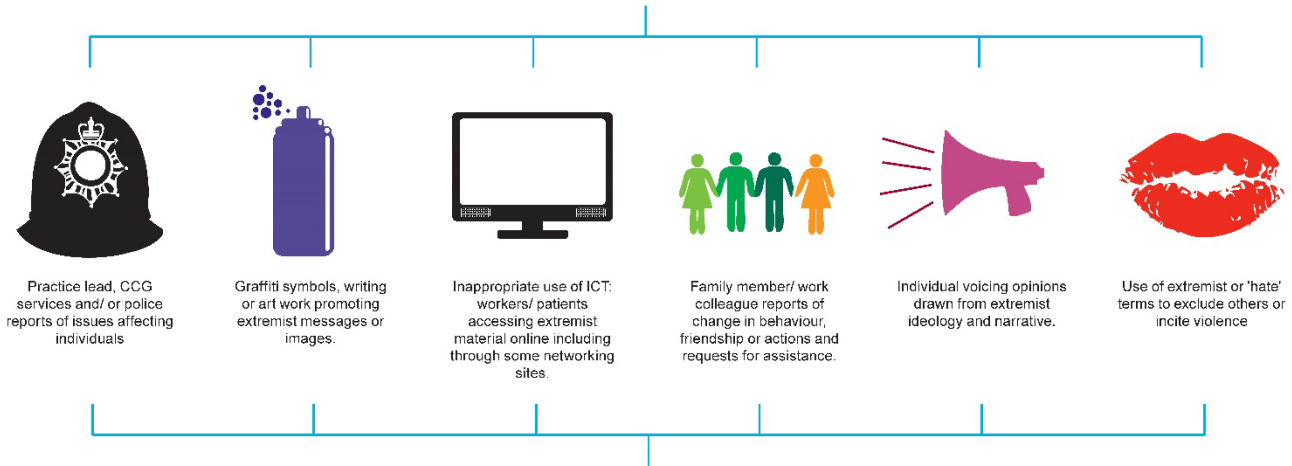 Practice lead, CCG
services and/ or police
reports of issues affecting
individuals
Graffiti symbols, writing
or art work promoting
extremist messages or
images.
Inappropriate use of ICT:
workers/ patients
accessing extremist
material online including
through some networking
sites.
Family member/ work
colleague reports of
change in behaviour,
friendship or actions and
requests for assistance.
Individual voicing opinions
drawn from extremist
ideology and narrative.
Use of extremist or 'hate'
terms to exclude others or
incite violence